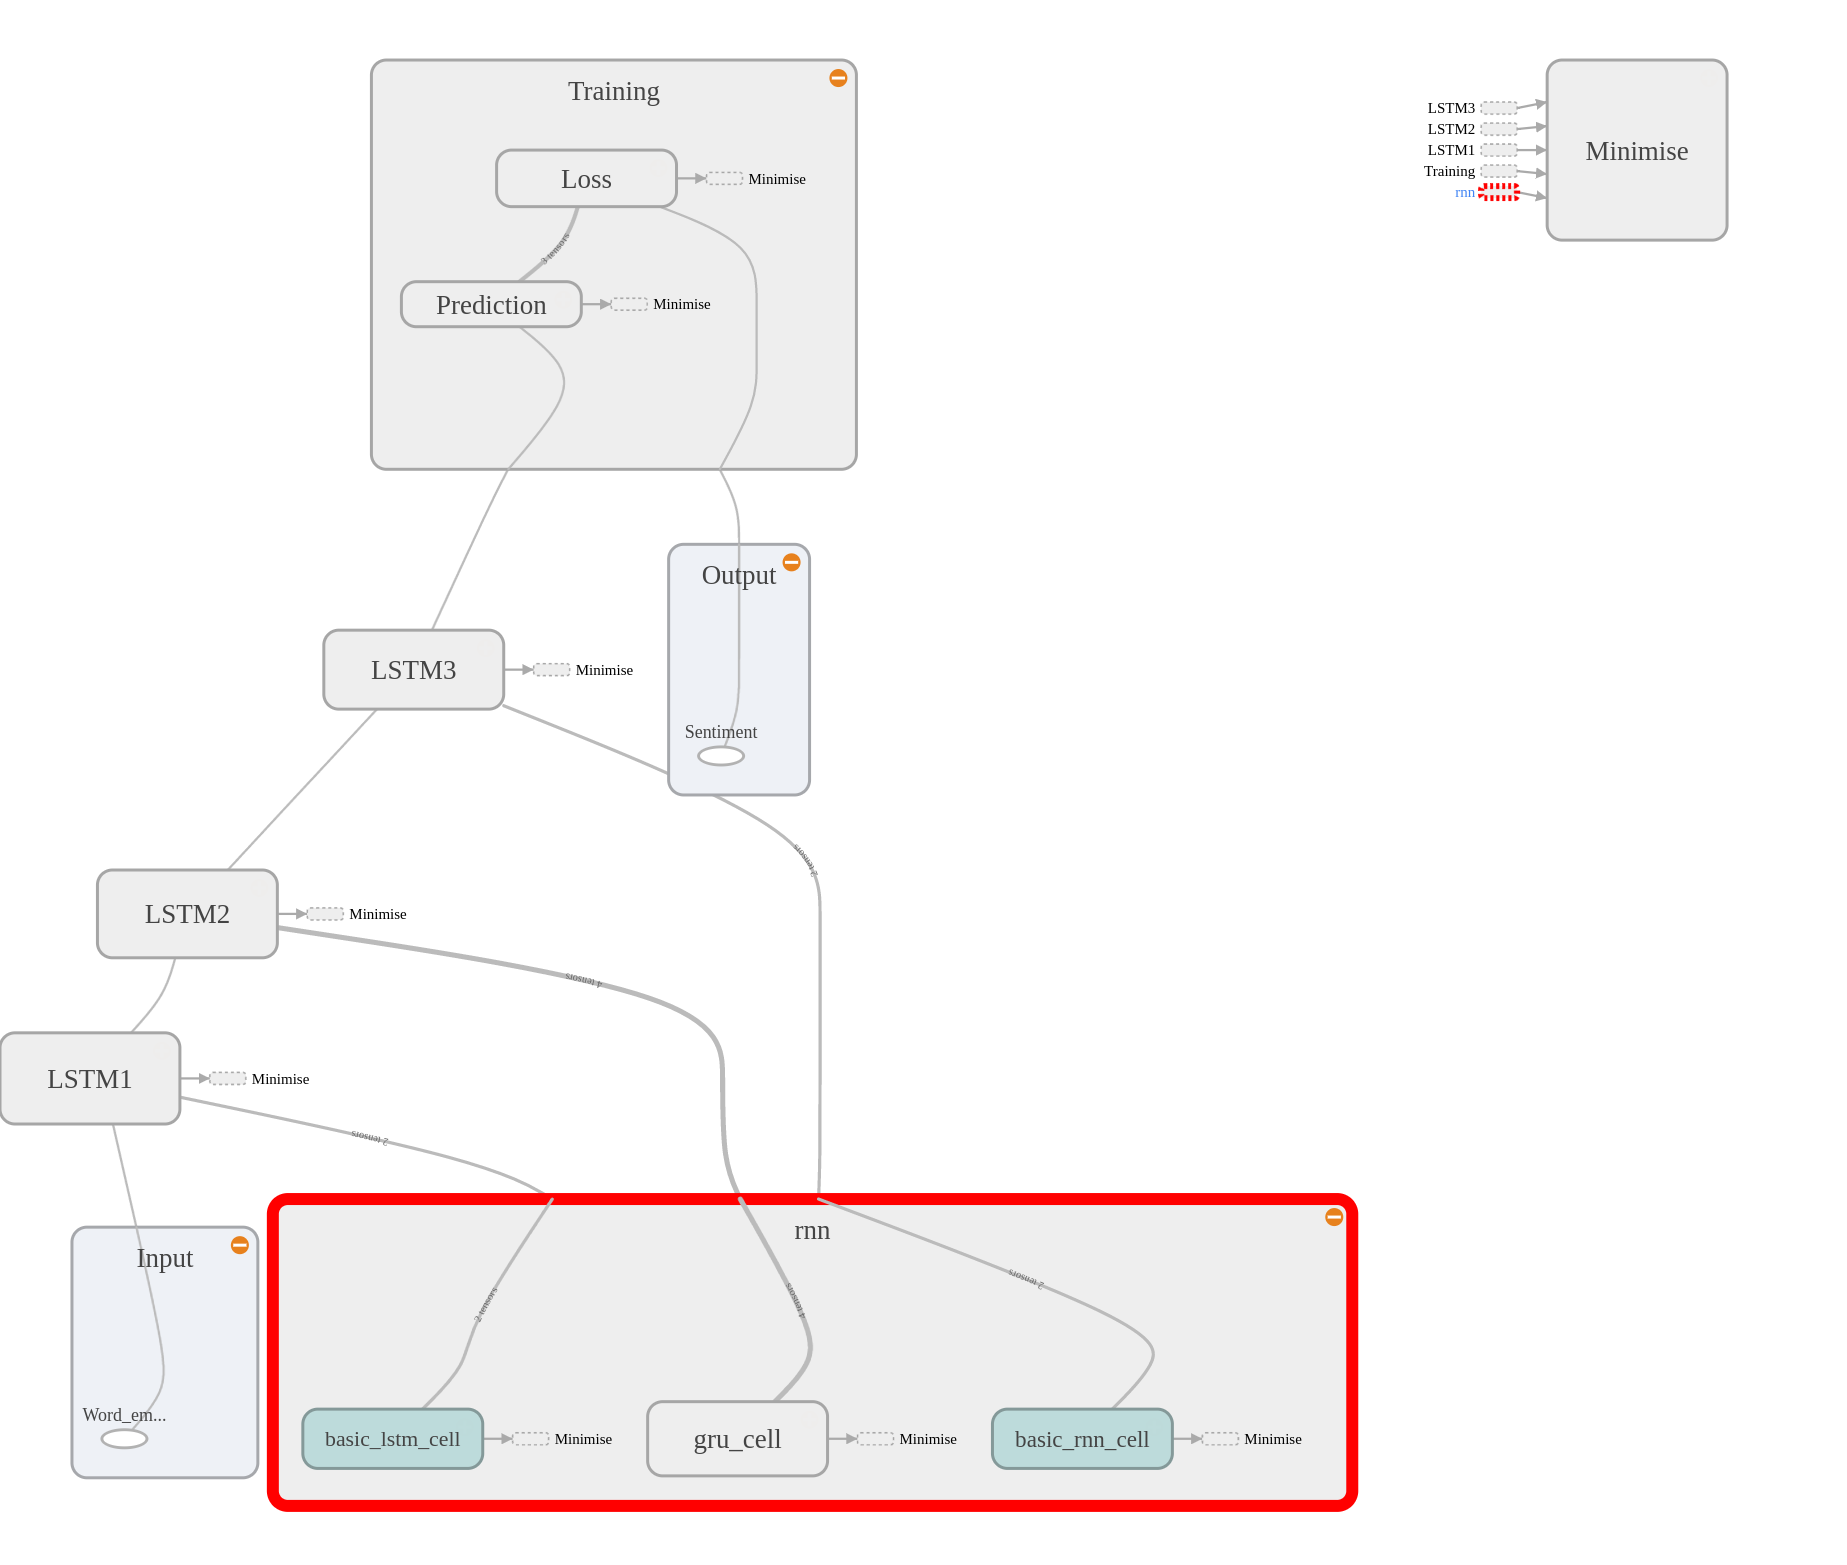 Training
Loss
Minimise
3 tensors
Prediction
Minimise
LSTM3
LSTM2
LSTM1
Training
rnn
Minimise
Output
LSTM3
Minimise
Sentiment
2 tensors
LSTM2
Minimise
4 tensors
LSTM1
Minimise
2 tensors
Input
Word_em...
rnn
2 tensors
4 tensors
2 tensors
basic_lstm_cell
Minimise
gru_cell
Minimise
basic_rnn_cell
Minimise